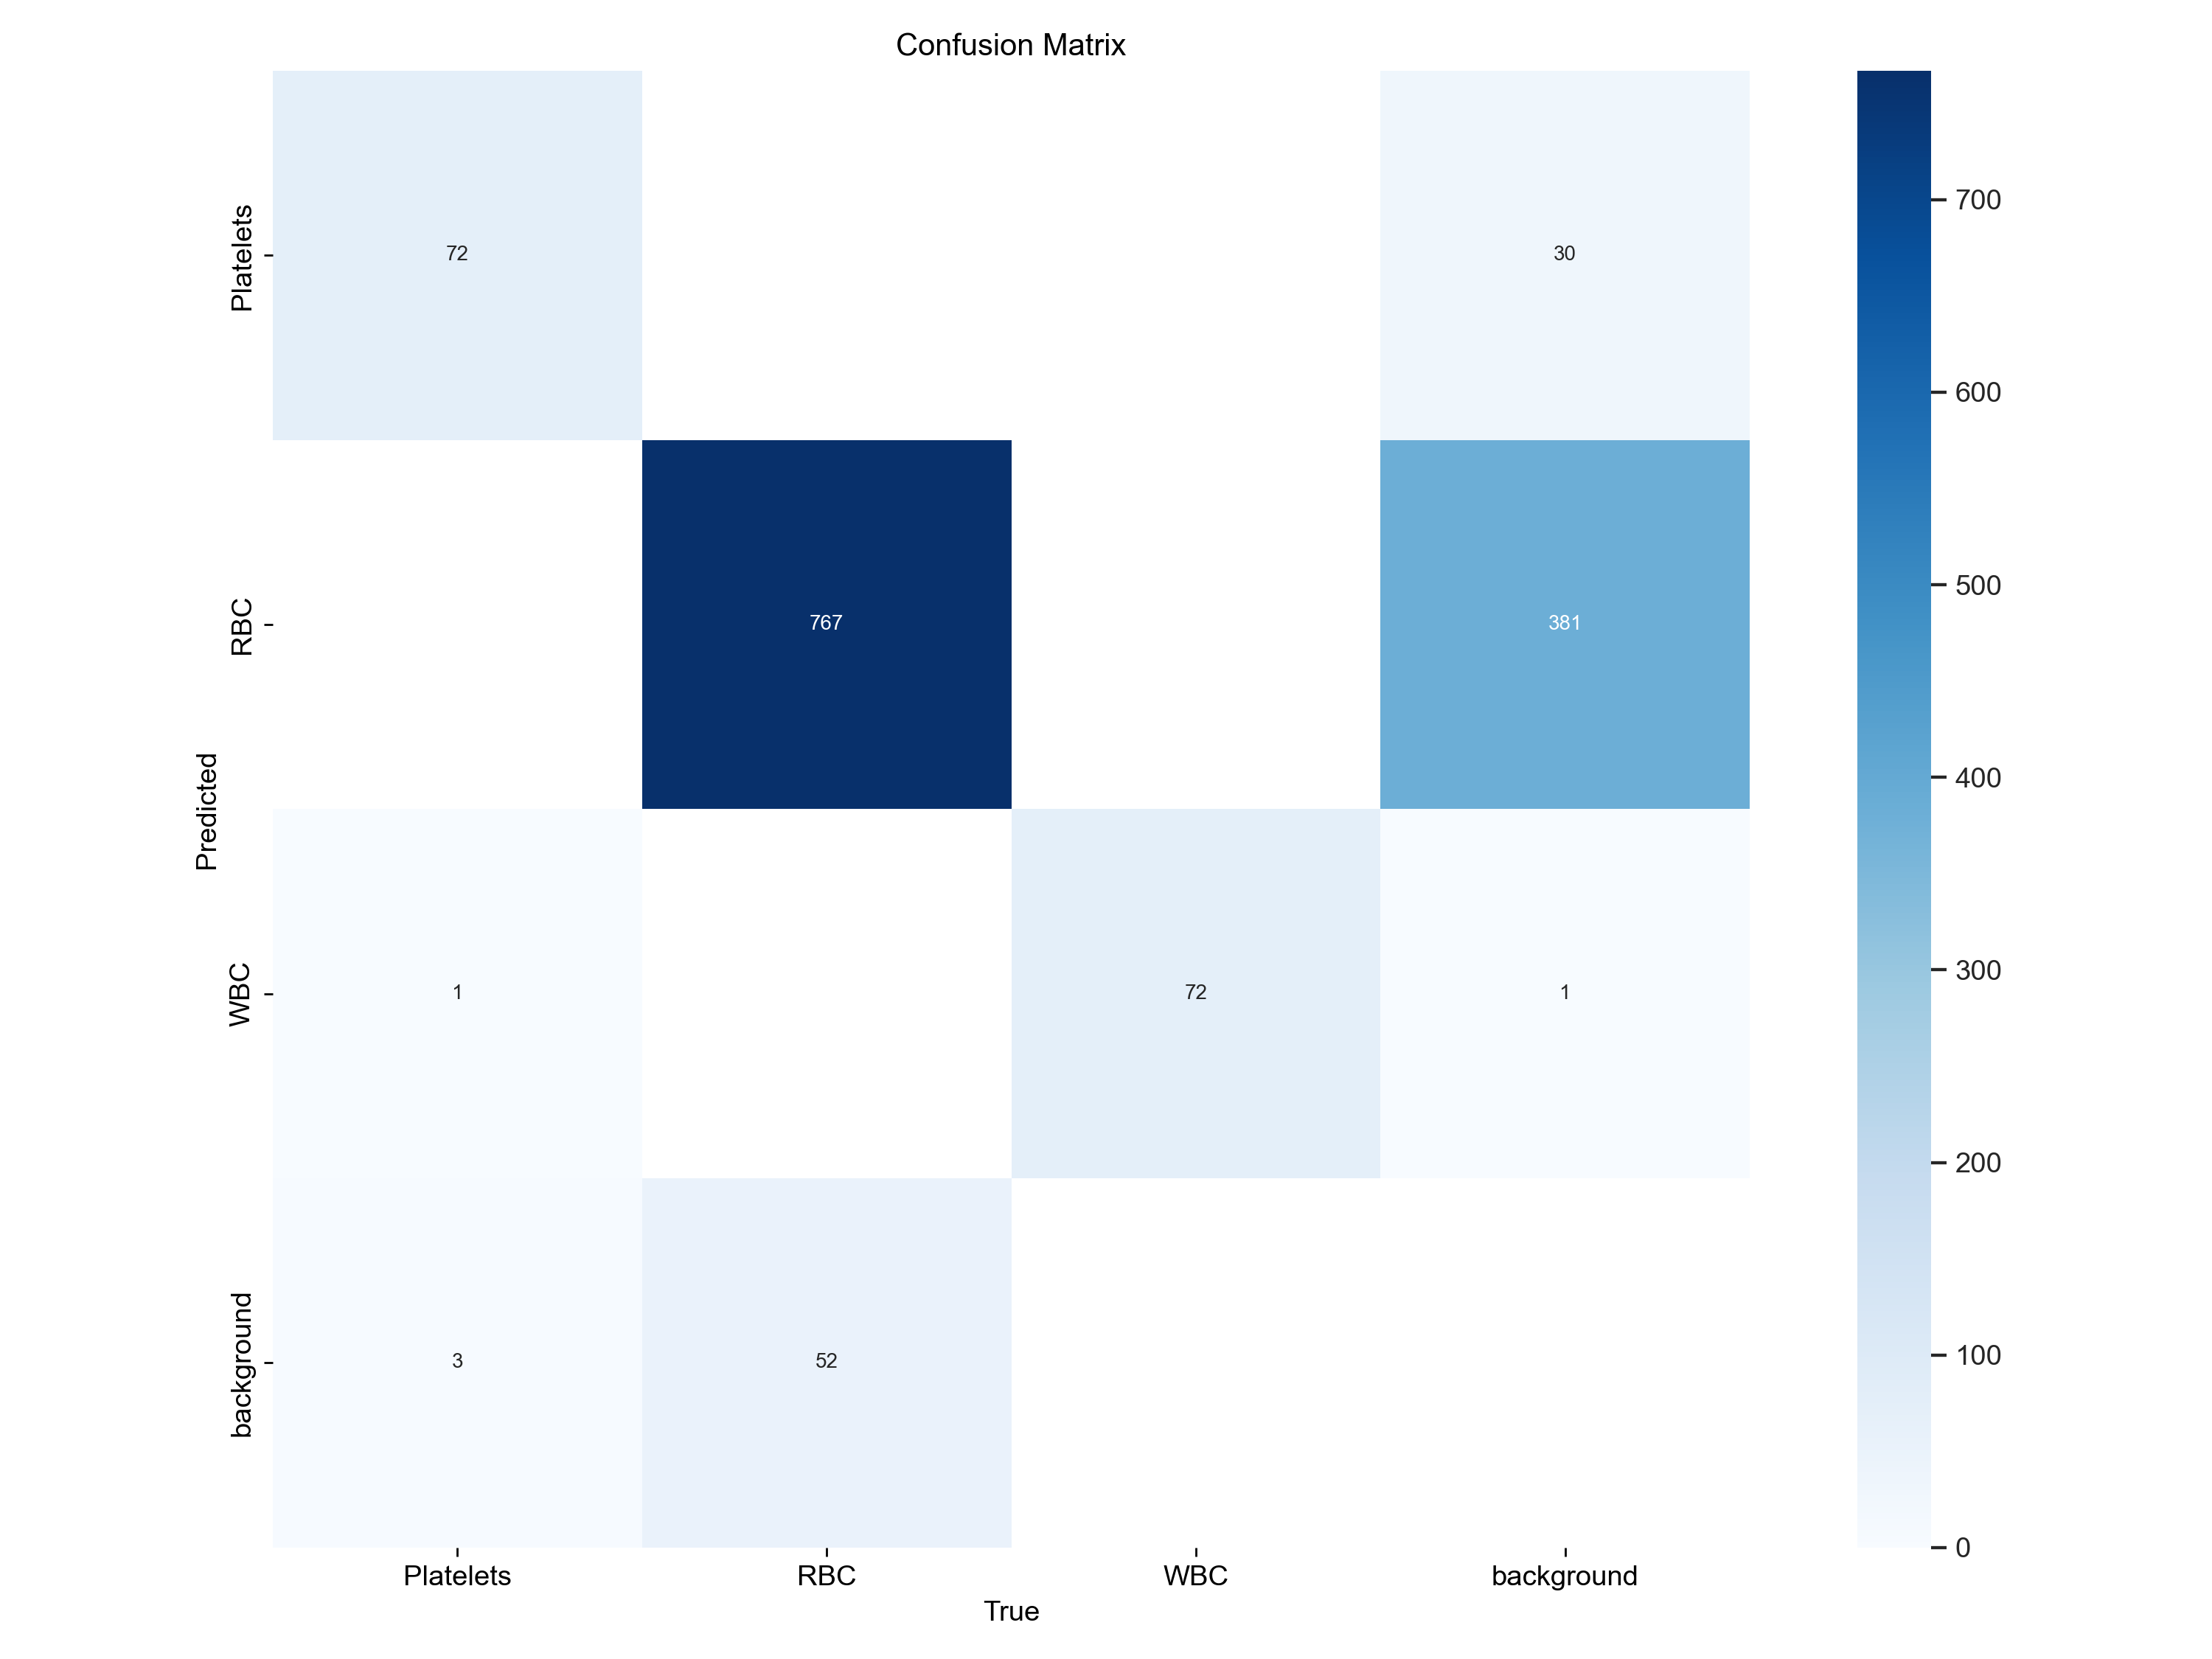 Confusion Matrix
Platelets
72
30
RBC
767
381
Predicted
WBC
1
72
1
background
3
52
Platelets
RBC
WBC
background
True
700
600
500
400
300
200
100
0